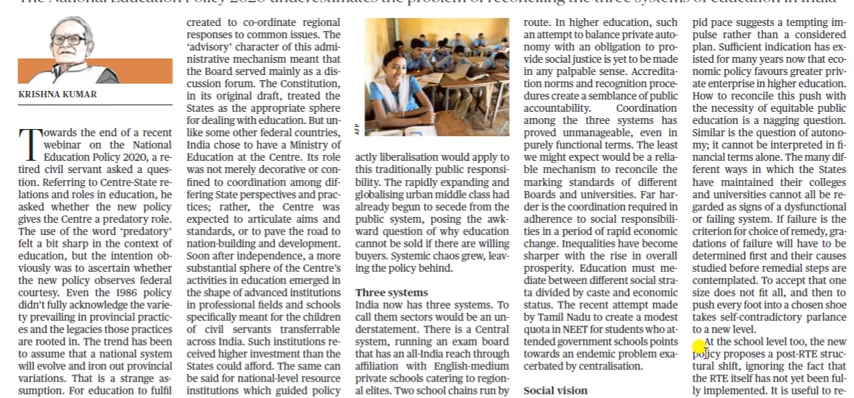 The National Education Policy 2020 underestimates the problem of reconciling the three systems of education in India
KRISHNA KUMAR
Towards the end of a recent
webinar on the National
Education Policy 2020, a re-
tired civil servant asked a ques-
tion. Referring to Centre-State re-
lations and roles in education, he
asked whether the new policy
gives the Centre a predatory role.
The use of the word ‘predatory’
felt a bit sharp in the context of
education, but the intention ob-
viously was to ascertain whether
the new policy observes federal
courtesy. Even the 1986 policy
didn’t fully acknowledge the varie-
ty prevailing in provincial practic-
es and the legacies those practices
are rooted in. The trend has been
to assume that a national system
will evolve and iron out provincial
variations. That is a strange as-
sumption. For education to fulfil
created to co-ordinate regional
responses to common issues. The
‘advisory’ character of this admi-
nistrative mechanism meant that
the Board served mainly as a dis-
cussion forum. The Constitution,
in its original draft, treated the
States as the appropriate sphere
for dealing with education. But un-
like some other federal countries,
India chose to have a Ministry of
Education at the Centre. Its role
was not merely decorative or con-
fined to coordination among dif-
fering State perspectives and prac-
tices; rather, the Centre was
expected to articulate aims and
standards, or to pave the road to
nation-building and development.
Soon after independence, a more
substantial sphere of the Centre’s
activities in education emerged in
the shape of advanced institutions
in professional fields and schools
specifically meant for the children
of civil servants transferrable
across India. Such institutions re-
ceived higher investment than the
States could afford. The same can
be said for national-level resource
institutions which guided policy
AFP
actly liberalisation would apply to
this traditionally public responsi-
bility. The rapidly expanding and
globalising urban middle class had
already begun to secede from the
public system, posing the awk-
ward question of why education
cannot be sold if there are willing
buyers. Systemic chaos grew, leav-
ing the policy behind.
Three systems
India now has three systems. To
call them sectors would be an un-
derstatement. There is a Central
system, running an exam board
that has an all-India reach through
affiliation with English-medium
private schools catering to region-
al elites. Two school chains run by
route. In higher education, such
an attempt to balance private auto-
nomy with an obligation to pro-
vide social justice is yet to be made
in any palpable sense. Accredita-
tion norms and recognition proce-
dures create a semblance of public
accountability. Coordination
among the three systems has
proved unmanageable, even in
purely functional terms. The least
we might expect would be a relia-
ble mechanism to reconcile the
marking standards of different
Boards and universities. Far har-
der is the coordination required in
adherence to social responsibili-
ties in a period of rapid economic
change. Inequalities have become
sharper with the rise in overall
prosperity. Education must me-
diate between different social stra-
ta divided by caste and economic
status. The recent attempt made
by Tamil Nadu to create a modest
quota in NEET for students who at-
tended government schools points
towards an endemic problem exa-
cerbated by centralisation.
Social vision
pid pace suggests a tempting im-
pulse rather than a considered
plan. Sufficient indication has ex-
isted for many years now that eco-
nomic policy favours greater priv-
ate enterprise in higher education.
How to reconcile this push with
the necessity of equitable public
education is a nagging question.
Similar is the question of autono-
my; it cannot be interpreted in fi-
nancial terms alone. The many dif-
ferent ways in which the States
have maintained their colleges
and universities cannot all be re-
garded as signs of a dysfunctional
or failing system. If failure is the
criterion for choice of remedy, gra-
dations of failure will have to be
determined first and their causes
studied before remedial steps are
contemplated. To accept that one
size does not fit all, and then to
push every foot into a chosen shoe
takes self-contradictory parlance
to a new level.
At the school level too, the new
policy proposes a post-RTE struc-
tural shift, ignoring the fact that
the RTE itself has not yet been ful-
ly implemented. It is useful to re-